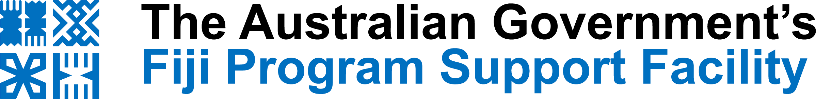 The Australian Government’s
Fiji Program Support Facility